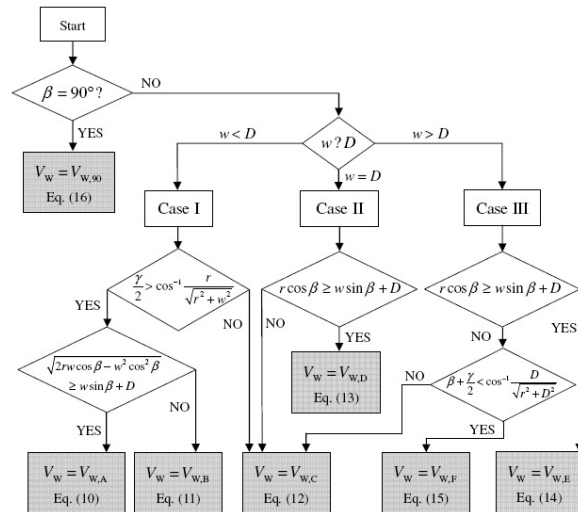 Start
β = 90°?
NO
YES
V_W = V_W,90
Eq. (16)
w ? D
w < D
w = D
w > D
Case I
Case II
Case III
γ/2 > cos⁻¹ r/√(r² + w²)
r cos β ≥ w sin β + D
r cos β ≥ w sin β + D
YES
NO
NO
YES
NO
YES
√(2rw cos β − w² cos² β)
≥ w sin β + D
V_W = V_W,D
Eq. (13)
β + γ/2 < cos⁻¹ D/√(r² + D²)
NO
YES
NO
YES
V_W = V_W,A
Eq. (10)
V_W = V_W,B
Eq. (11)
V_W = V_W,C
Eq. (12)
V_W = V_W,F
Eq. (15)
V_W = V_W,E
Eq. (14)